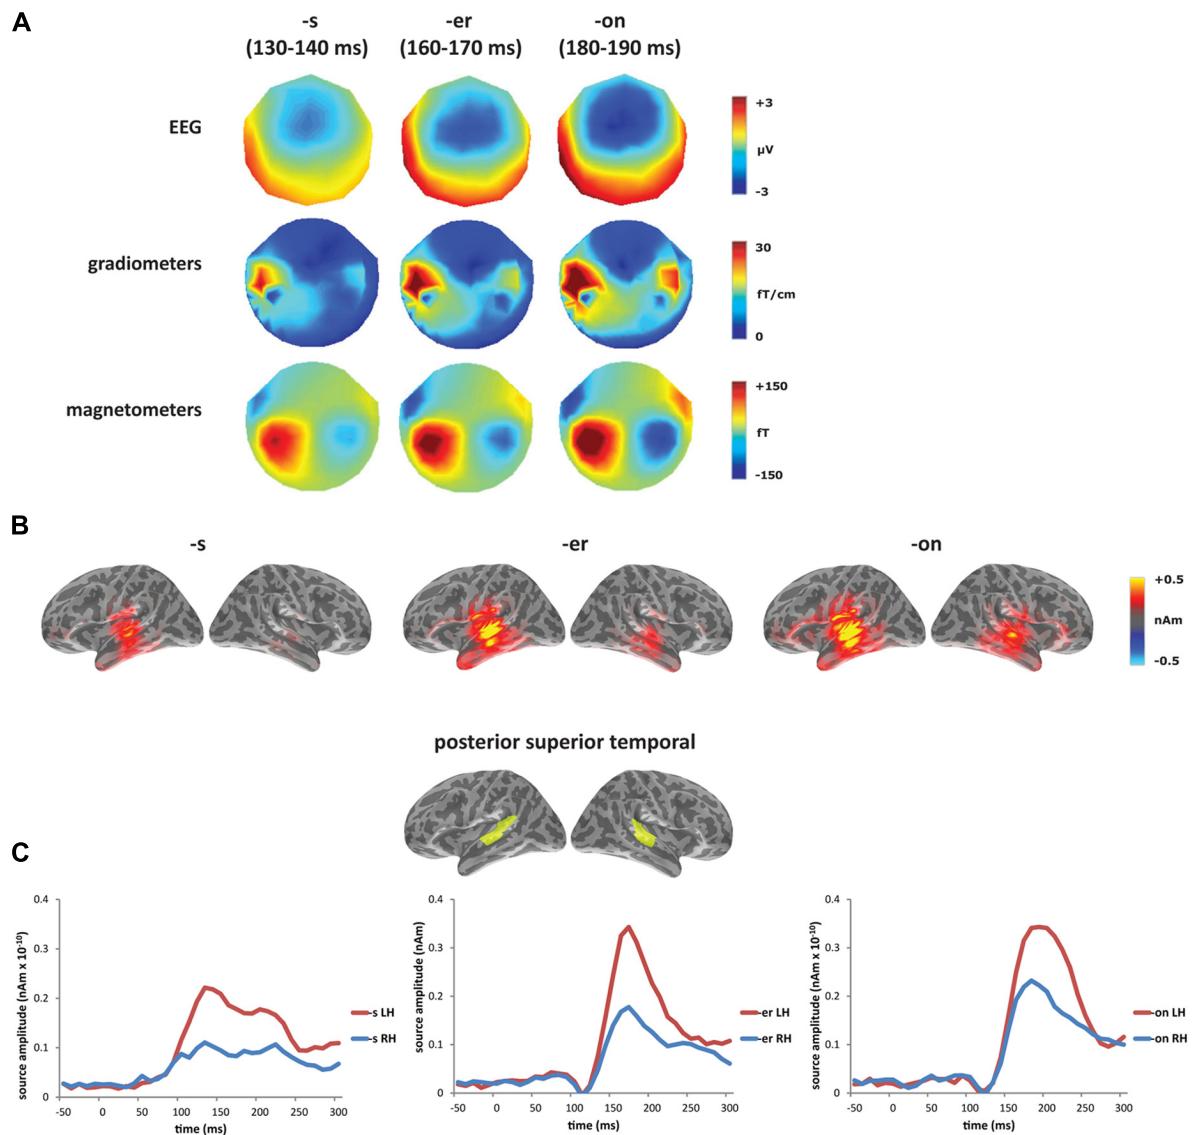 A
-s
(130-140 ms)
-er
(160-170 ms)
-on
(180-190 ms)
EEG
+3
µV
-3
gradiometers
30
fT/cm
0
magnetometers
+150
fT
-150
B
-s
-er
-on
+0.5
nAm
-0.5
posterior superior temporal
C
source amplitude (nAm x 10⁻¹⁰)
0.4
0.3
0.2
0.1
0
-50 0 50 100 150 200 250 300
time (ms)
-s LH
-s RH
source amplitude (nAm)
0.4
0.3
0.2
0.1
0
-50 0 50 100 150 200 250 300
time (ms)
-er LH
-er RH
source amplitude (nAm x 10⁻¹⁰)
0.4
0.3
0.2
0.1
0
-50 0 50 100 150 200 250 300
time (ms)
-on LH
-on RH